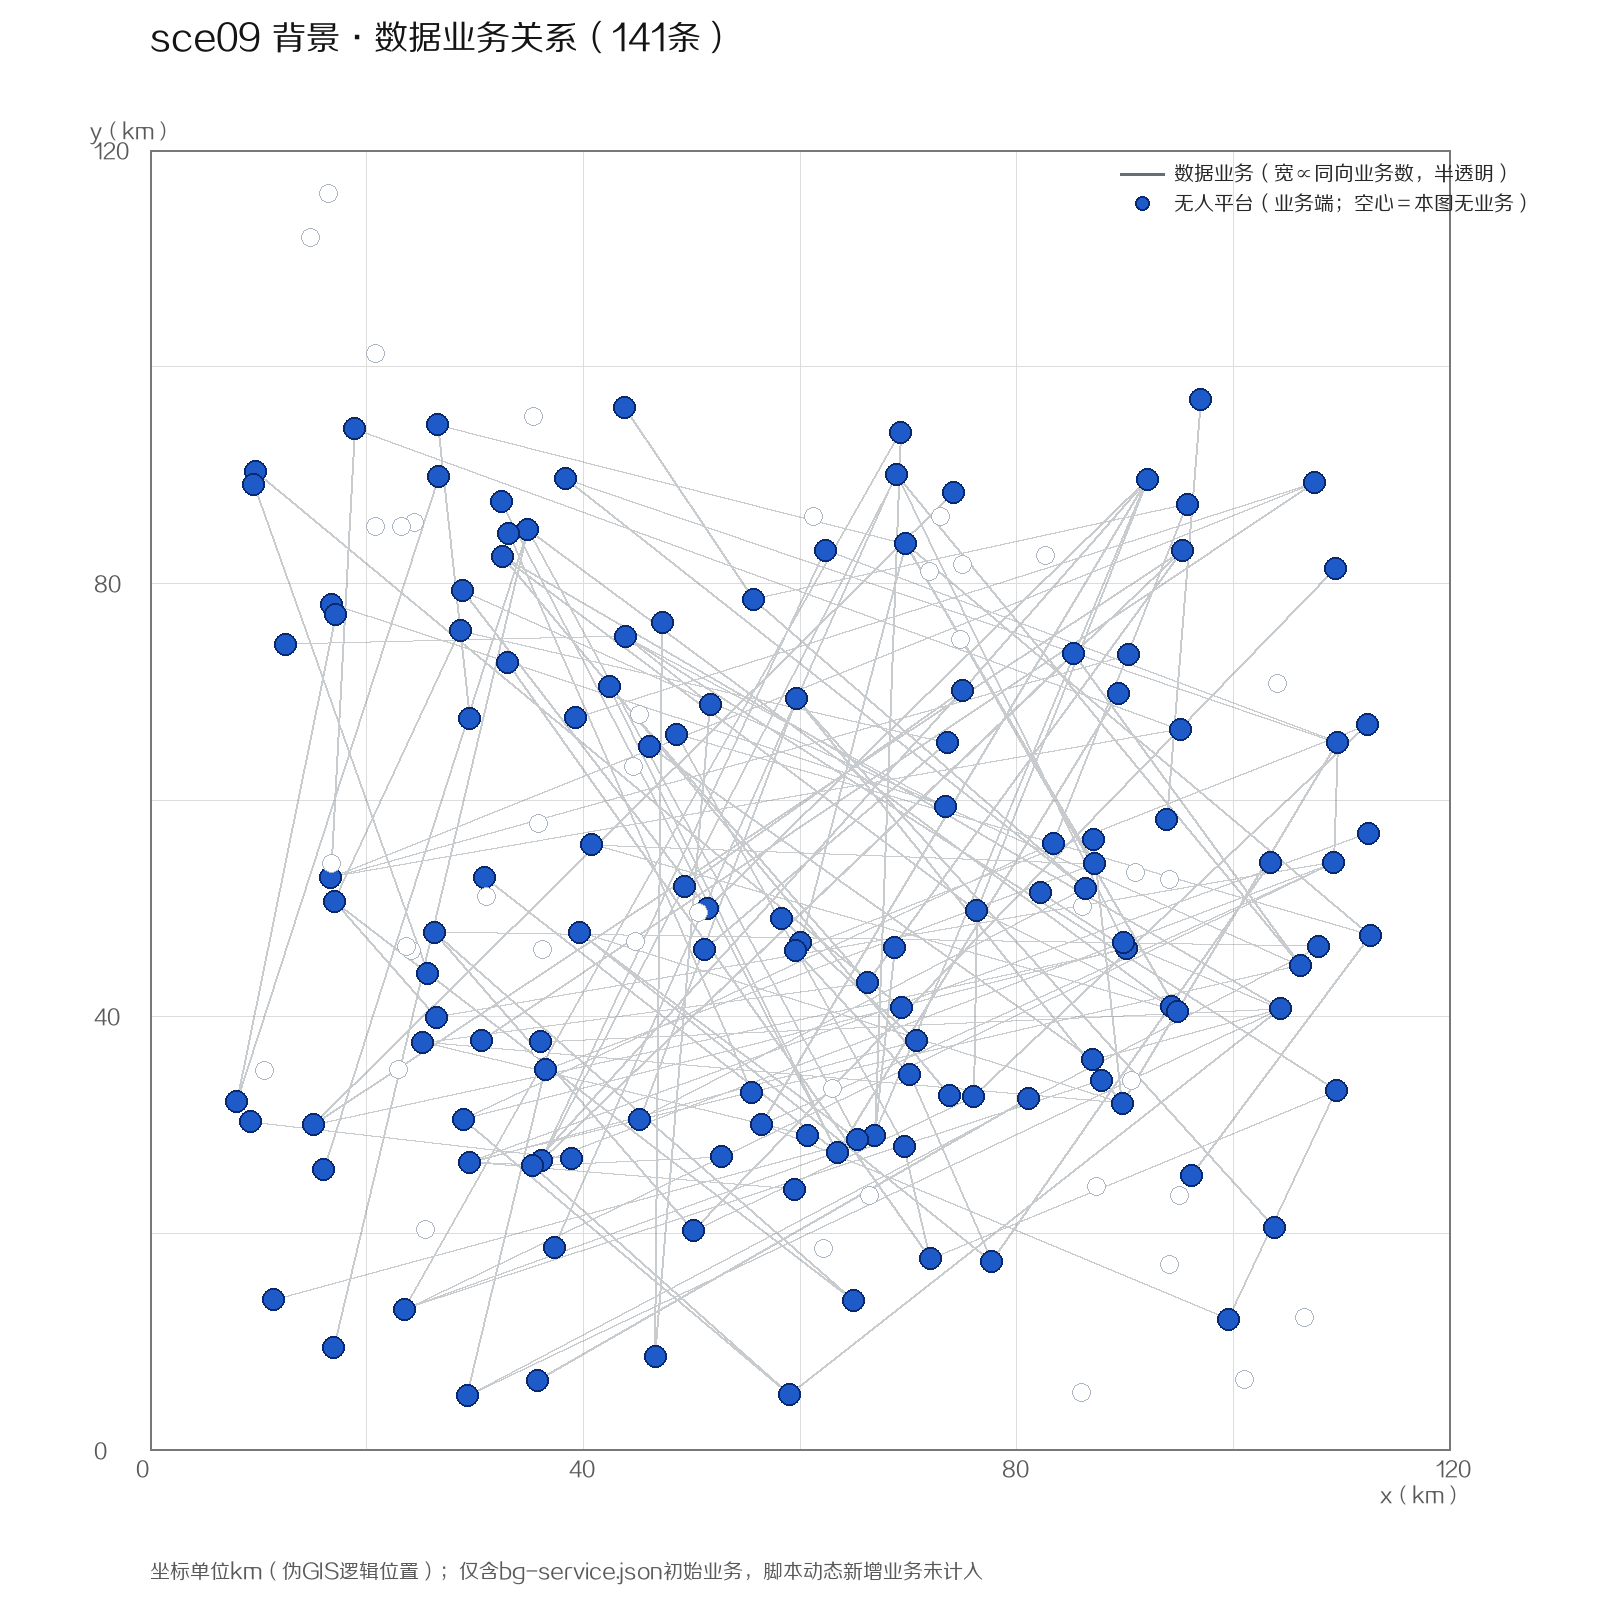 sce09 背景·数据业务关系（141条）
y（km）
120
数据业务（宽∝同向业务数，半透明）
无人平台（业务端；空心＝本图无业务）
80
40
0
0 40 80 120
x（km）
坐标单位km（伪GIS逻辑位置）；仅含bg-service.json初始业务，脚本动态新增业务未计入